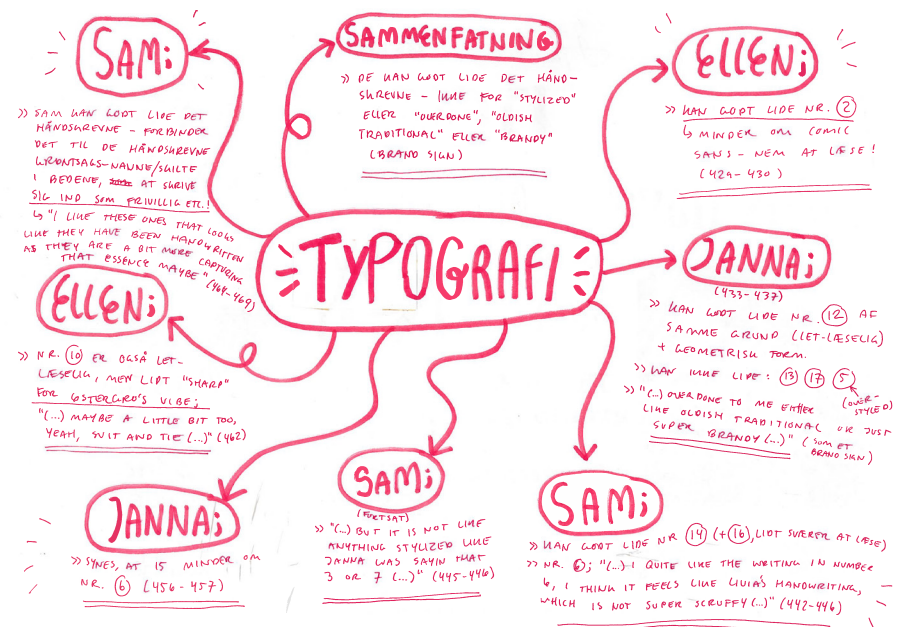 SAM;
» SAM KAN GODT LIDE DET
HÅNDSKREVNE – FORBINDER
DET TIL DE HÅNDSKREVNE
GRØNTSAGS-NAVNE/SKILTE
I BEDENE, AT SKRIVE
SIG IND SOM FRIVILLIG ETC.!
↳ "I LIKE THESE ONES THAT LOOKS
LIKE THEY HAVE BEEN HANDWRITTEN
AS THEY ARE A BIT MORE CAPTURING
THAT ESSENCE MAYBE" (464-469)
SAMMENFATNING
» DE KAN GODT LIDE DET HÅND-
SKREVNE – IKKE FOR "STYLIZED"
ELLER "OVERDONE", "OLDISH
TRADITIONAL" ELLER "BRANDY"
(BRAND SIGN)
ELLEN;
» KAN GODT LIDE NR. 2
↳ MINDER OM COMIC
SANS – NEM AT LÆSE!
(429-430)
TYPOGRAFI
JANNA;
(433-437)
» KAN GODT LIDE NR. 12 AF
SAMME GRUND (LET-LÆSELIG)
+ GEOMETRISK FORM.
» KAN IKKE LIDE: 13 17 5
(OVER-
STYLED)
» "(...) OVERDONE TO ME EITHER
LIKE OLDISH TRADITIONAL OR JUST
SUPER BRANDY (...)" (SOM ET
BRAND SIGN)
ELLEN;
» NR. 10 ER OGSÅ LET-
LÆSELIG, MEN LIDT "SHARP"
FOR ØSTERGRO'S VIBE;
"(...) MAYBE A LITTLE BIT TOO,
YEAH, SUIT AND TIE (...)" (462)
JANNA;
» SYNES, AT 15 MINDER OM
NR. 6 (456-457)
SAM;
(FORTSAT)
» "(...) BUT IT IS NOT LIKE
ANYTHING STYLIZED LIKE
JANNA WAS SAYIN THAT
3 OR 7 (...)" (445-446)
SAM;
» KAN GODT LIDE NR 14 (+ 16, LIDT SVÆRER AT LÆSE)
» NR. 6; "(...) I QUITE LIKE THE WRITING IN NUMBER
6, I THINK IT FEELS LIKE LIVIA'S HANDWRITING,
WHICH IS NOT SUPER SCRUFFY (...)" (442-446)